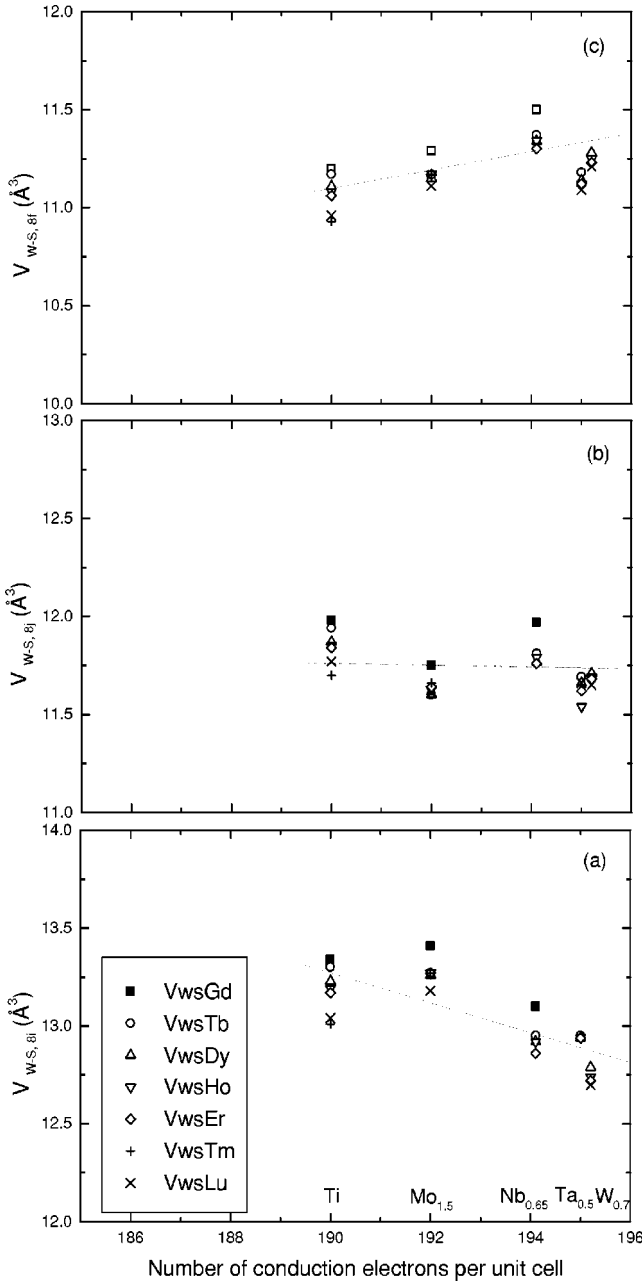 12.0
(c)
11.5
11.0
10.5
10.0
V W-S, 8f (Å³)
13.0
(b)
12.5
12.0
11.5
11.0
V W-S, 8j (Å³)
14.0
(a)
13.5
13.0
12.5
12.0
V W-S, 8i (Å³)
VwsGd
VwsTb
VwsDy
VwsHo
VwsEr
VwsTm
VwsLu
Ti Mo1.5 Nb0.65 Ta0.5 W0.7
186 188 190 192 194 196
Number of conduction electrons per unit cell